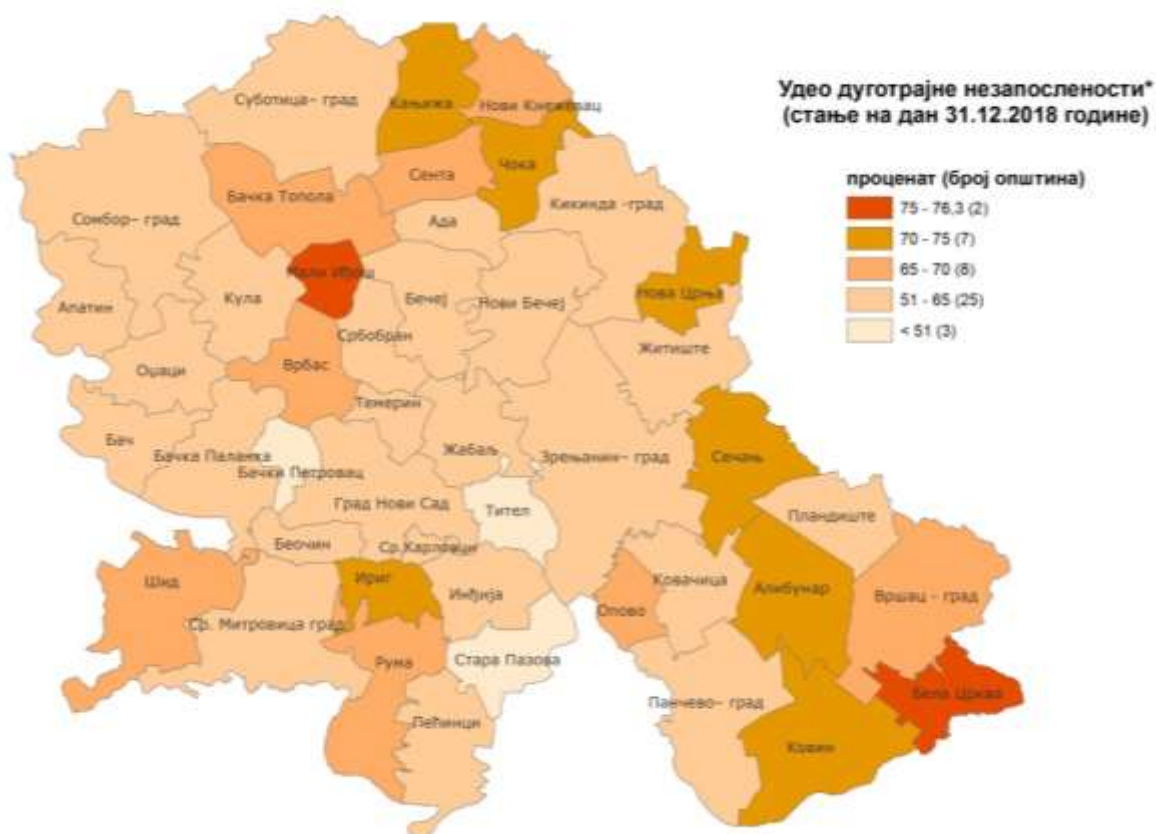 Удео дуготрајне незапослености*
(стање на дан 31.12.2018 године)
проценат (број општина)
75 - 76,3 (2)
70 - 75 (7)
65 - 70 (8)
51 - 65 (25)
< 51 (3)
Суботица- град
Кањижа
Нови Кнежевац
Чока
Сента
Бачка Топола
Ада
Кикинда -град
Сомбор- град
Мали Иђош
Нова Црња
Апатин
Кула
Бечеј
Нови Бечеј
Србобран
Житиште
Оџаци
Врбас
Темерин
Бач
Бачка Паланка
Бачки Петровац
Жабаљ
Зрењанин- град
Сечањ
Град Нови Сад
Тител
Пландиште
Беочин
Ср.Карловци
Шид
Ириг
Инђија
Ковачица
Алибунар
Вршац - град
Опово
Ср. Митровица град
Рума
Стара Пазова
Бела Црква
Панчево- град
Пећинци
Ковин